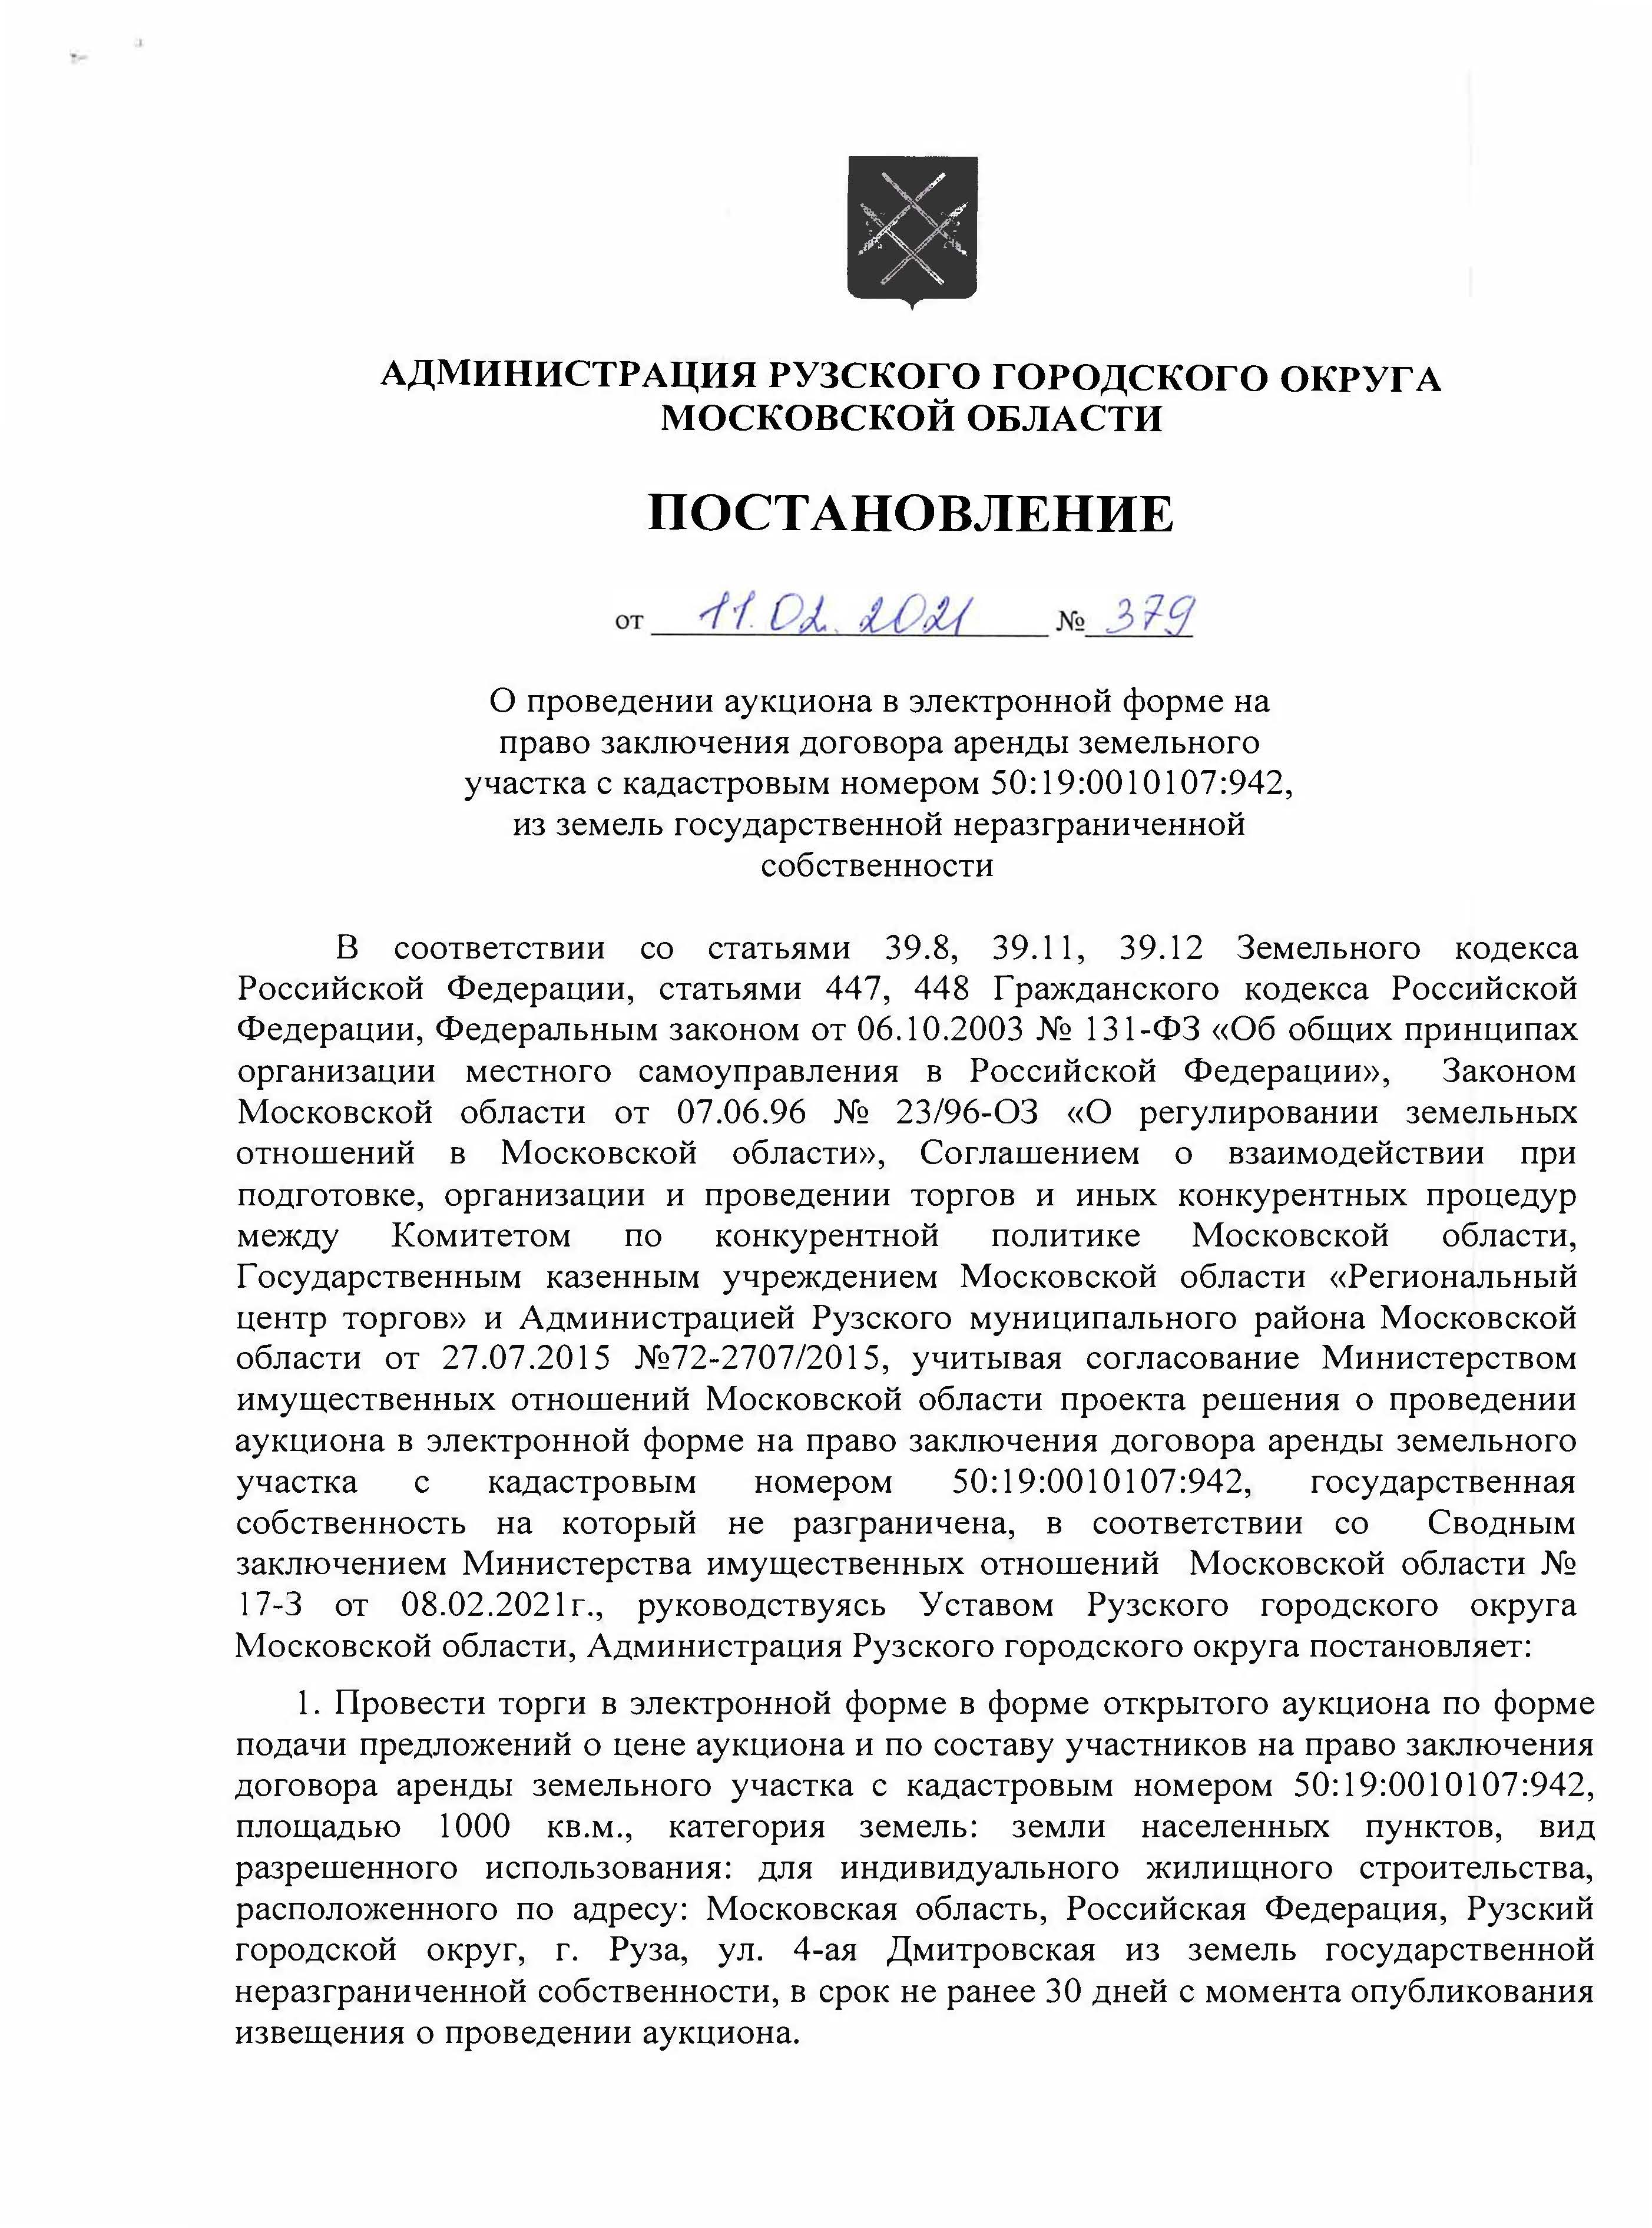 АДМИНИСТРАЦИЯ РУЗСКОГО ГОРОДСКОГО ОКРУГА
МОСКОВСКОЙ ОБЛАСТИ
ПОСТАНОВЛЕНИЕ
от 11.02.2021 № 379
О проведении аукциона в электронной форме на
право заключения договора аренды земельного
участка с кадастровым номером 50:19:0010107:942,
из земель государственной неразграниченной
собственности
В соответствии со статьями 39.8, 39.11, 39.12 Земельного кодекса
Российской Федерации, статьями 447, 448 Гражданского кодекса Российской
Федерации, Федеральным законом от 06.10.2003 № 131-ФЗ «Об общих принципах
организации местного самоуправления в Российской Федерации», Законом
Московской области от 07.06.96 № 23/96-ОЗ «О регулировании земельных
отношений в Московской области», Соглашением о взаимодействии при
подготовке, организации и проведении торгов и иных конкурентных процедур
между Комитетом по конкурентной политике Московской области,
Государственным казенным учреждением Московской области «Региональный
центр торгов» и Администрацией Рузского муниципального района Московской
области от 27.07.2015 №72-2707/2015, учитывая согласование Министерством
имущественных отношений Московской области проекта решения о проведении
аукциона в электронной форме на право заключения договора аренды земельного
участка с кадастровым номером 50:19:0010107:942, государственная
собственность на который не разграничена, в соответствии со Сводным
заключением Министерства имущественных отношений Московской области №
17-З от 08.02.2021г., руководствуясь Уставом Рузского городского округа
Московской области, Администрация Рузского городского округа постановляет:
1. Провести торги в электронной форме в форме открытого аукциона по форме
подачи предложений о цене аукциона и по составу участников на право заключения
договора аренды земельного участка с кадастровым номером 50:19:0010107:942,
площадью 1000 кв.м., категория земель: земли населенных пунктов, вид
разрешенного использования: для индивидуального жилищного строительства,
расположенного по адресу: Московская область, Российская Федерация, Рузский
городской округ, г. Руза, ул. 4-ая Дмитровская из земель государственной
неразграниченной собственности, в срок не ранее 30 дней с момента опубликования
извещения о проведении аукциона.